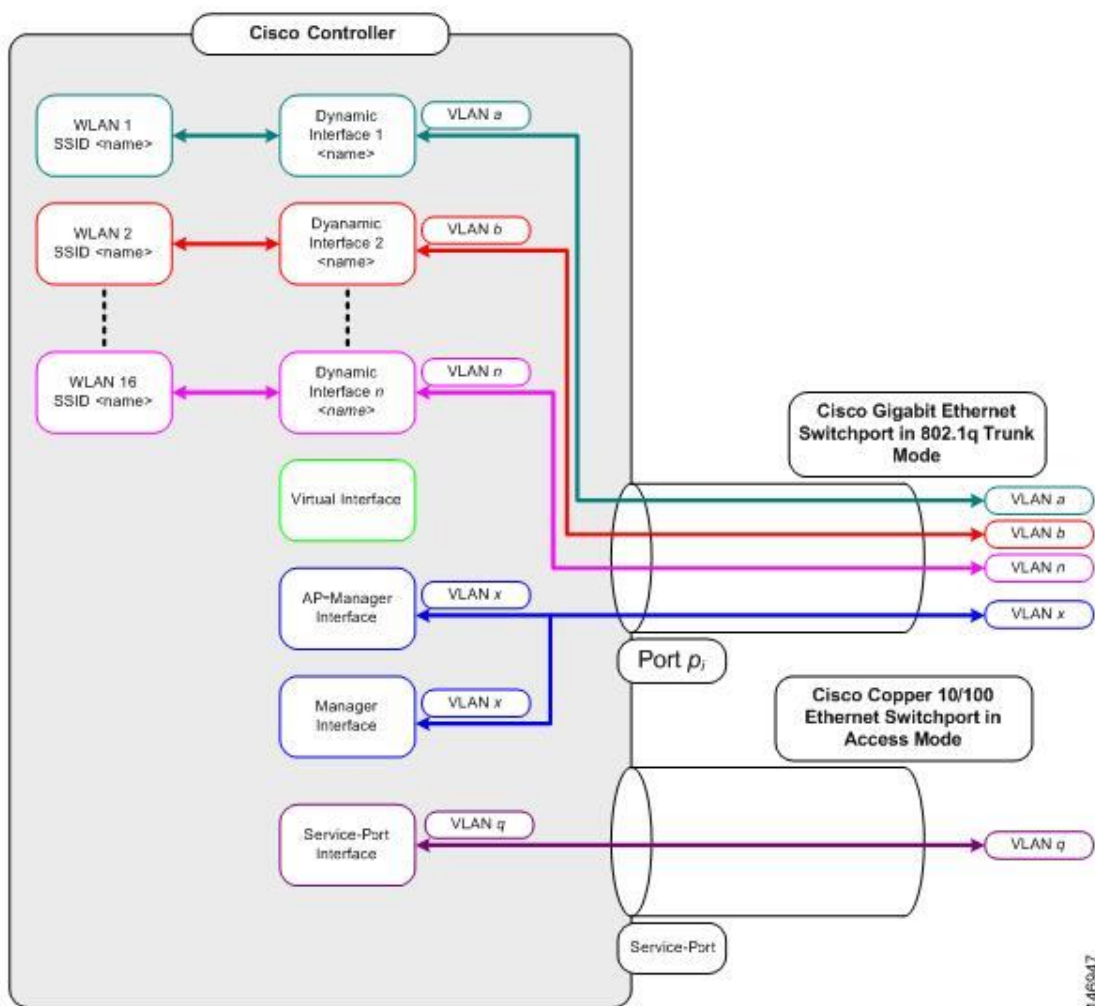 Cisco Controller
WLAN 1
SSID <name>
Dynamic
Interface 1
<name>
VLAN a
WLAN 2
SSID <name>
Dyanamic
Interface 2
<name>
VLAN b
WLAN 16
SSID <name>
Dynamic
Interface n
<name>
VLAN n
Virtual Interface
AP=Manager
Interface
VLAN x
Manager
Interface
VLAN x
Service-Port
Interface
VLAN q
Cisco Gigabit Ethernet
Switchport in 802.1q Trunk
Mode
VLAN a
VLAN b
VLAN n
VLAN x
Port pi
Cisco Copper 10/100
Ethernet Switchport in
Access Mode
VLAN q
Service-Port
146947